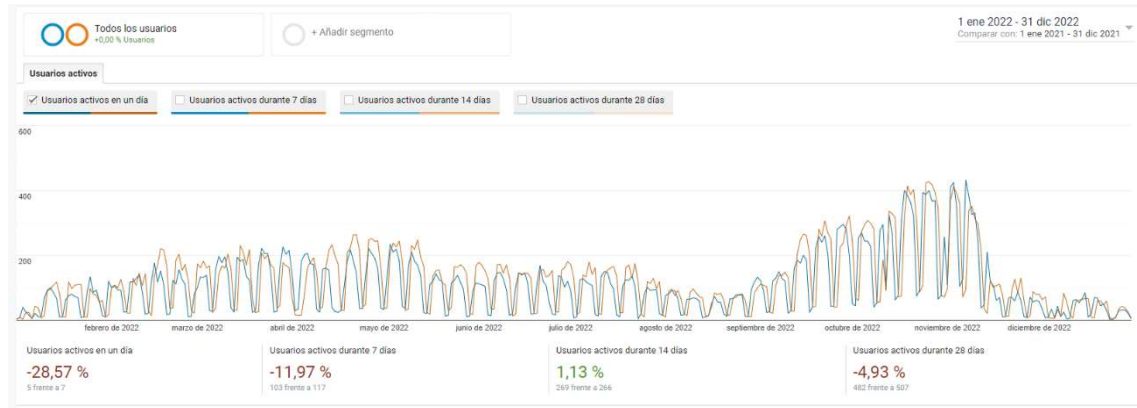 Todos los usuarios
+0,00 % Usuarios
+ Añadir segmento
1 ene 2022 - 31 dic 2022
Comparar con: 1 ene 2021 - 31 dic 2021
Usuarios activos
Usuarios activos en un día
Usuarios activos durante 7 días
Usuarios activos durante 14 días
Usuarios activos durante 28 días
600
400
200
febrero de 2022
marzo de 2022
abril de 2022
mayo de 2022
junio de 2022
julio de 2022
agosto de 2022
septiembre de 2022
octubre de 2022
noviembre de 2022
diciembre de 2022
Usuarios activos en un día
-28,57 %
5 frente a 7
Usuarios activos durante 7 días
-11,97 %
103 frente a 117
Usuarios activos durante 14 días
1,13 %
269 frente a 266
Usuarios activos durante 28 días
-4,93 %
482 frente a 507